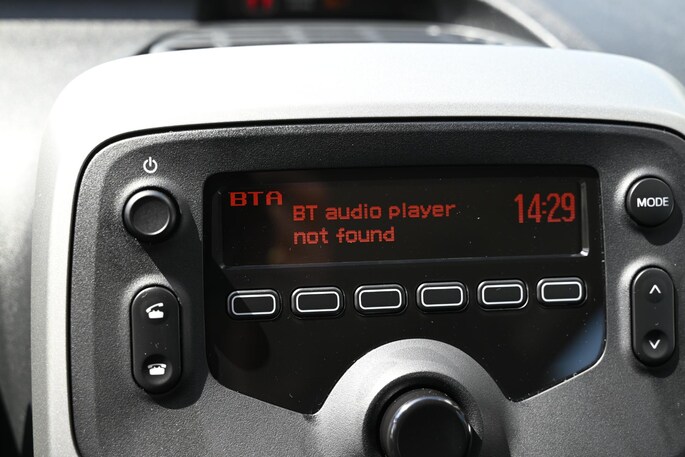 BTA
BT audio player
not found
14:29
MODE